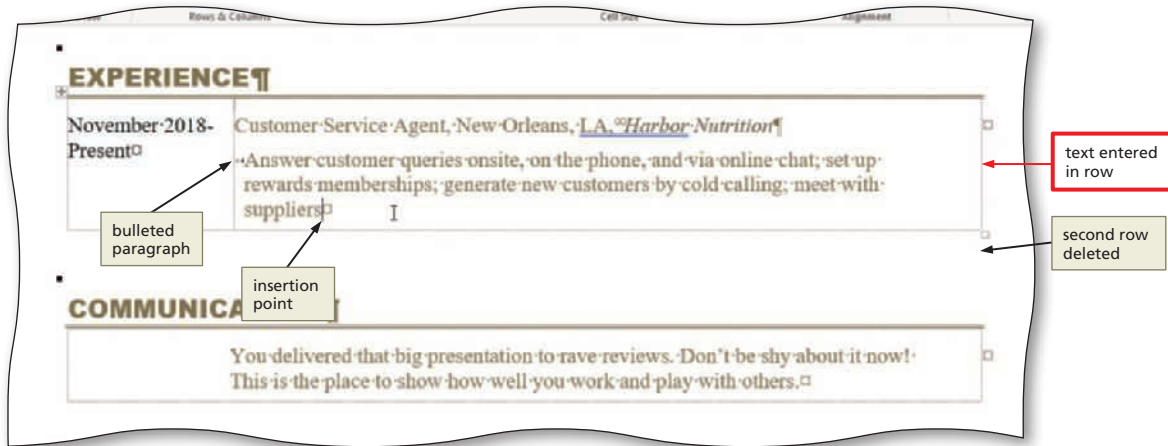 Rows & Columns
Cell Size
Alignment
EXPERIENCE¶
November·2018-
Present¤
Customer·Service·Agent,·New·Orleans,·LA,°°Harbor·Nutrition¶
Answer·customer·queries·onsite,·on·the·phone,·and·via·online·chat;·set·up·
rewards·memberships;·generate·new·customers·by·cold·calling;·meet·with·
suppliers¤
text entered
in row
bulleted
paragraph
insertion
point
second row
deleted
COMMUNICA
You·delivered·that·big·presentation·to·rave·reviews.·Don't·be·shy·about·it·now!·
This·is·the·place·to·show·how·well·you·work·and·play·with·others.¤